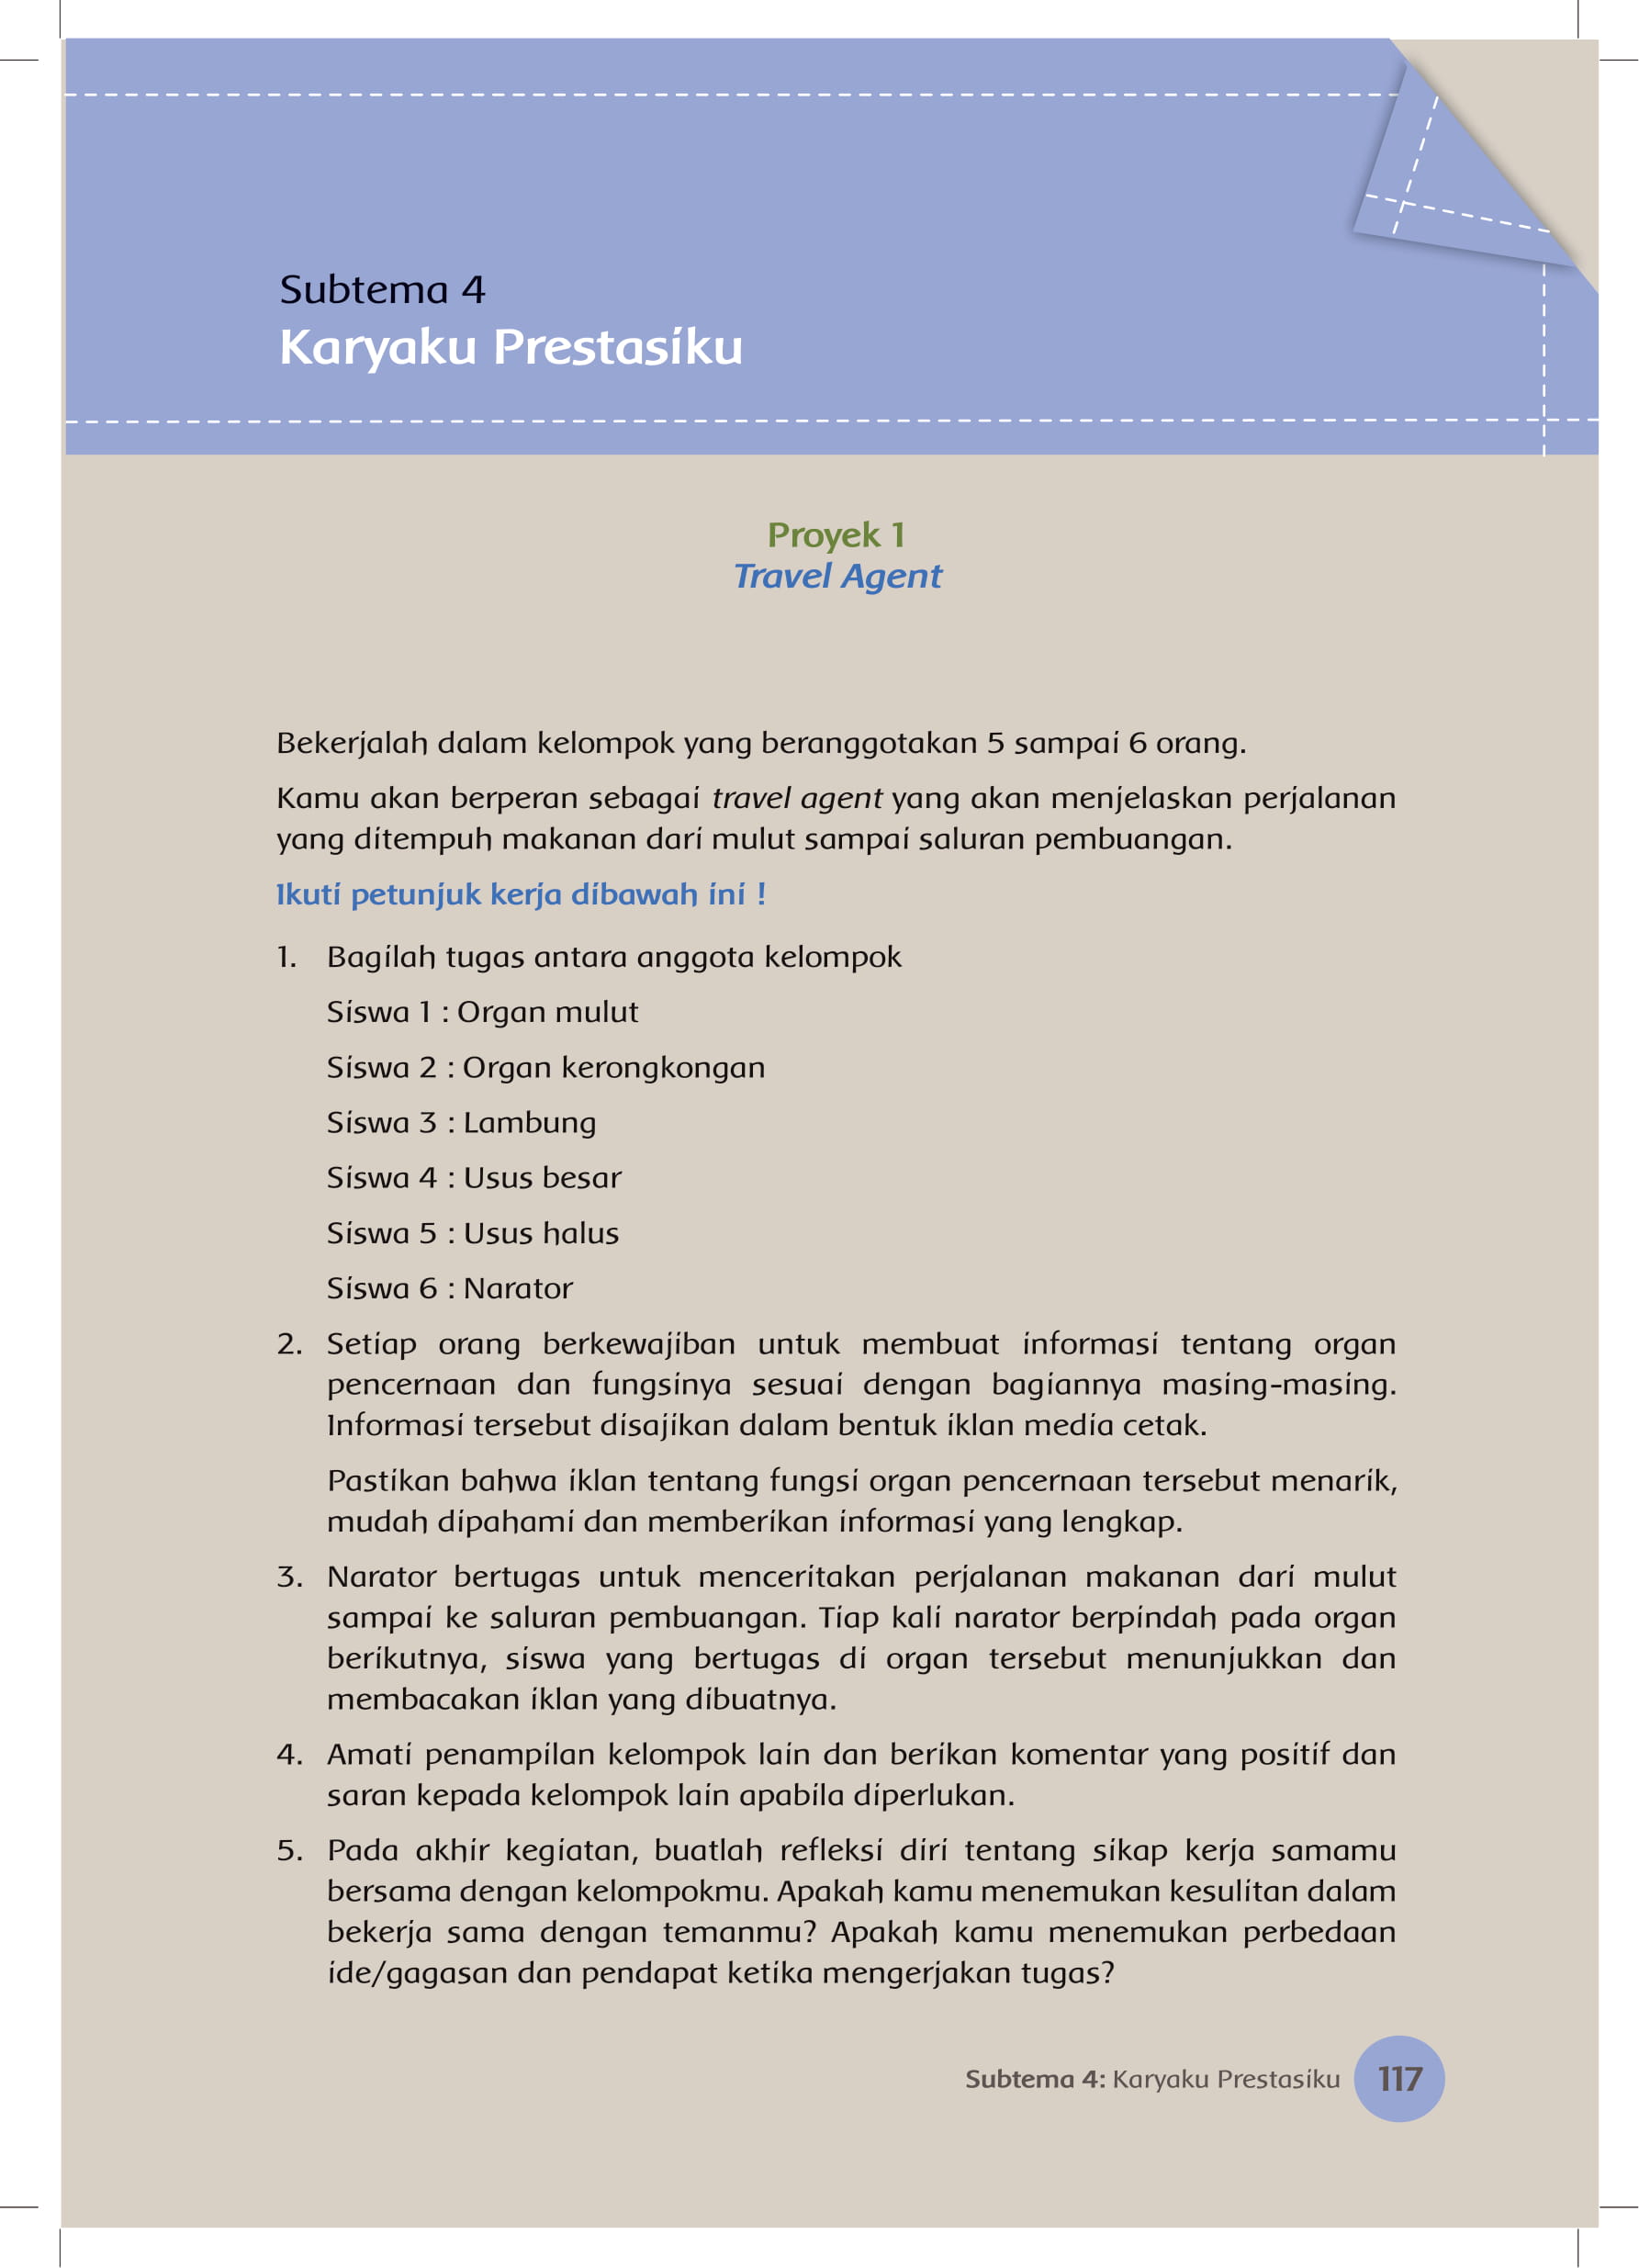 Subtema 4
Karyaku Prestasiku
Proyek 1
Travel Agent
Bekerjalah dalam kelompok yang beranggotakan 5 sampai 6 orang.
Kamu akan berperan sebagai travel agent yang akan menjelaskan perjalanan
yang ditempuh makanan dari mulut sampai saluran pembuangan.
Ikuti petunjuk kerja dibawah ini !
1. Bagilah tugas antara anggota kelompok
Siswa 1 : Organ mulut
Siswa 2 : Organ kerongkongan
Siswa 3 : Lambung
Siswa 4 : Usus besar
Siswa 5 : Usus halus
Siswa 6 : Narator
2. Setiap orang berkewajiban untuk membuat informasi tentang organ
pencernaan dan fungsinya sesuai dengan bagiannya masing-masing.
Informasi tersebut disajikan dalam bentuk iklan media cetak.
Pastikan bahwa iklan tentang fungsi organ pencernaan tersebut menarik,
mudah dipahami dan memberikan informasi yang lengkap.
3. Narator bertugas untuk menceritakan perjalanan makanan dari mulut
sampai ke saluran pembuangan. Tiap kali narator berpindah pada organ
berikutnya, siswa yang bertugas di organ tersebut menunjukkan dan
membacakan iklan yang dibuatnya.
4. Amati penampilan kelompok lain dan berikan komentar yang positif dan
saran kepada kelompok lain apabila diperlukan.
5. Pada akhir kegiatan, buatlah refleksi diri tentang sikap kerja samamu
bersama dengan kelompokmu. Apakah kamu menemukan kesulitan dalam
bekerja sama dengan temanmu? Apakah kamu menemukan perbedaan
ide/gagasan dan pendapat ketika mengerjakan tugas?
Subtema 4: Karyaku Prestasiku 117